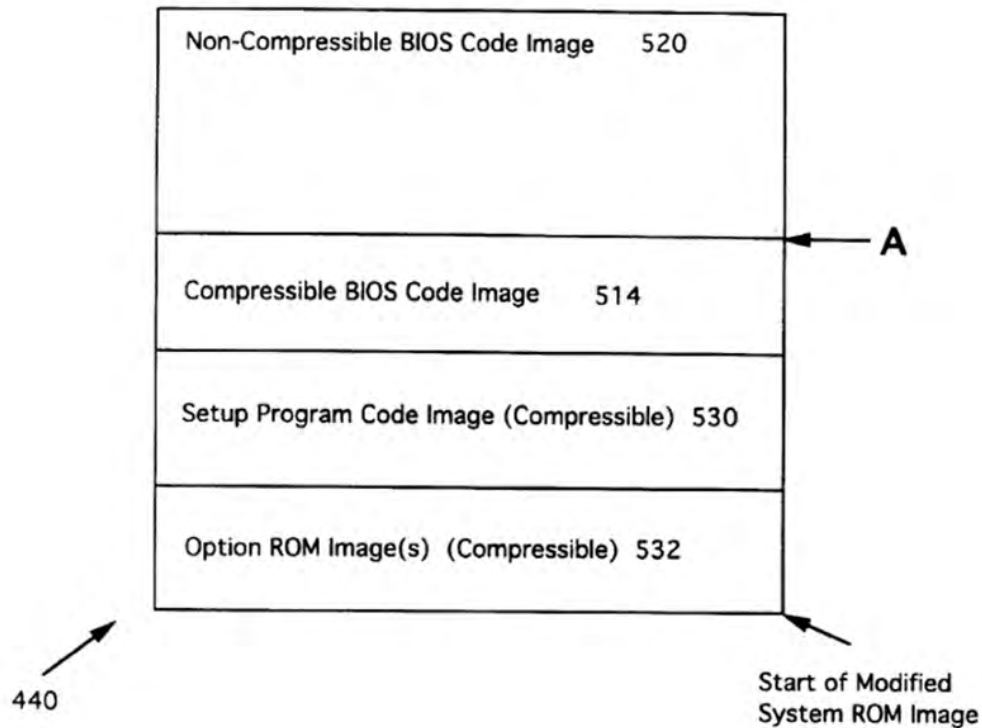 Non-Compressible BIOS Code Image 520
A
Compressible BIOS Code Image 514
Setup Program Code Image (Compressible) 530
Option ROM Image(s) (Compressible) 532
440
Start of Modified
System ROM Image